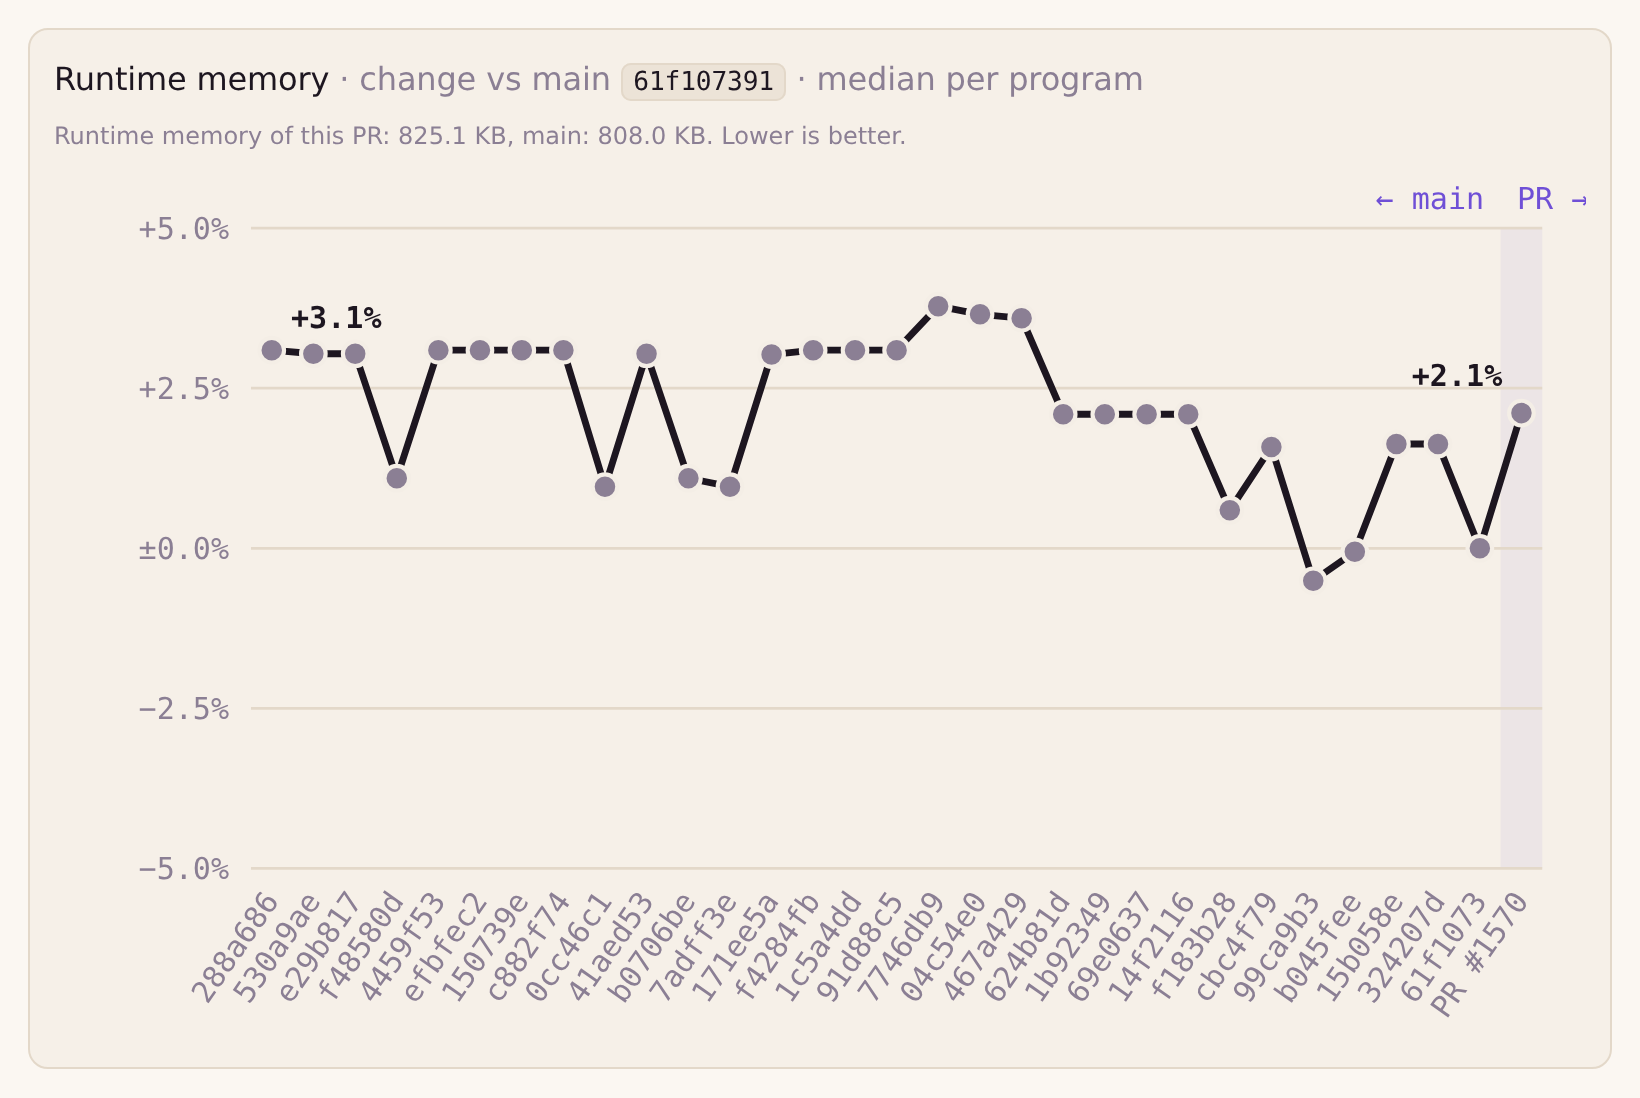 Runtime memory · change vs main 61f107391 · median per program
Runtime memory of this PR: 825.1 KB, main: 808.0 KB. Lower is better.
← main PR →
+5.0%
+3.1%
+2.5%
+2.1%
±0.0%
−2.5%
−5.0%
288a686
530a9ae
e29b817
f48580d
4459f53
efbfec2
150739e
c882f74
0cc46c1
41aed53
b0706be
7adff3e
171ee5a
f4284fb
1c5a4dd
91d88c5
7746db9
04c54e0
467a429
624b81d
1b92349
69e0637
14f2116
f183b28
cbc4f79
99ca9b3
b045fee
15b058e
324207d
61f1073
PR #1570